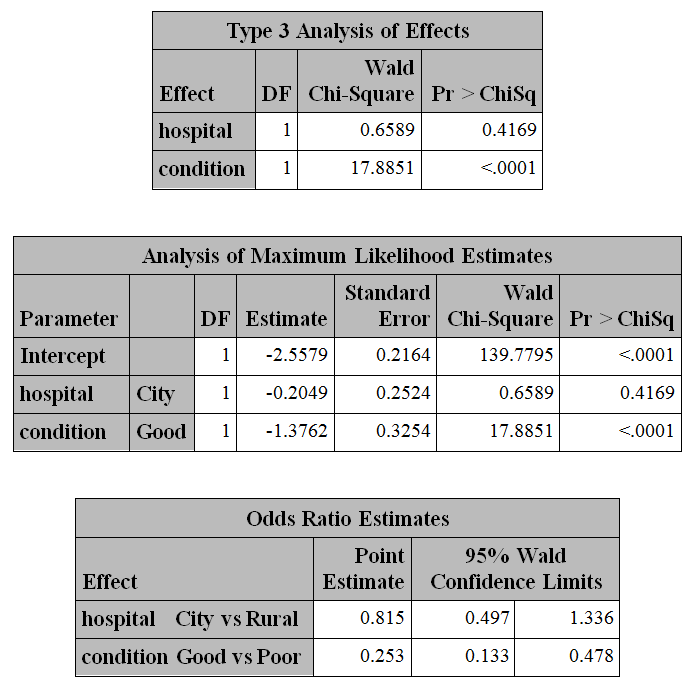 Type 3 Analysis of Effects
Wald
Effect DF Chi-Square Pr > ChiSq
hospital 1 0.6589 0.4169
condition 1 17.8851 <.0001
Analysis of Maximum Likelihood Estimates
Standard Wald
Parameter DF Estimate Error Chi-Square Pr > ChiSq
Intercept 1 -2.5579 0.2164 139.7795 <.0001
hospital City 1 -0.2049 0.2524 0.6589 0.4169
condition Good 1 -1.3762 0.3254 17.8851 <.0001
Odds Ratio Estimates
Point 95% Wald
Effect Estimate Confidence Limits
hospital City vs Rural 0.815 0.497 1.336
condition Good vs Poor 0.253 0.133 0.478